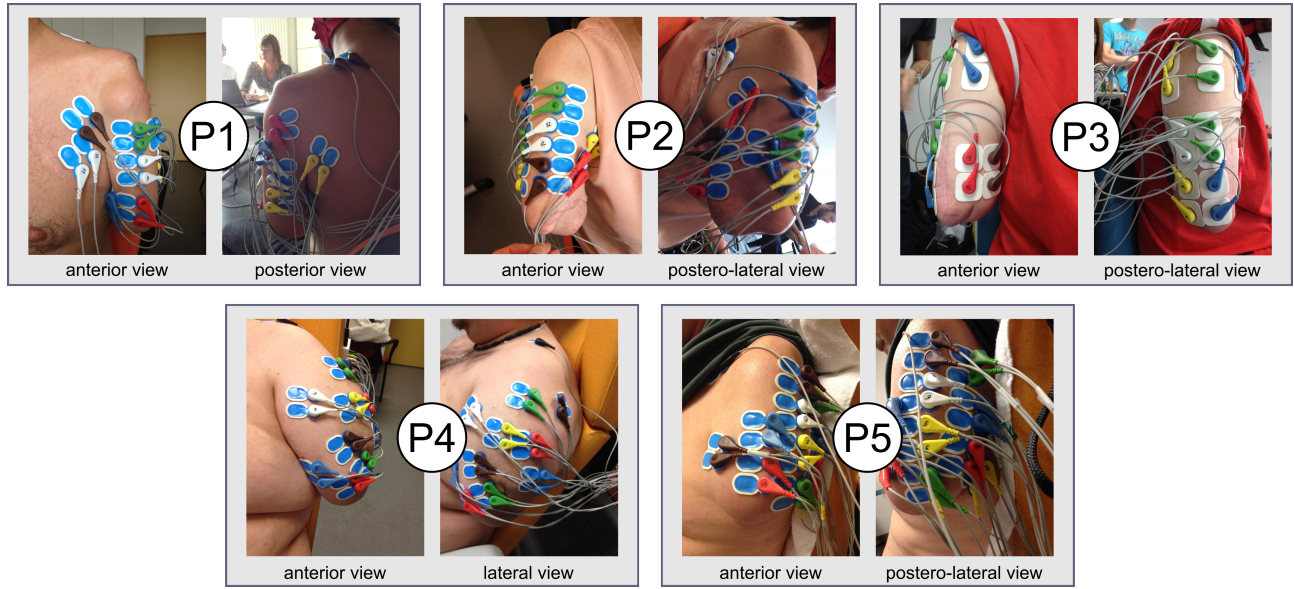 P1
anterior view
posterior view
P2
anterior view
postero-lateral view
P3
anterior view
postero-lateral view
P4
anterior view
lateral view
P5
anterior view
postero-lateral view